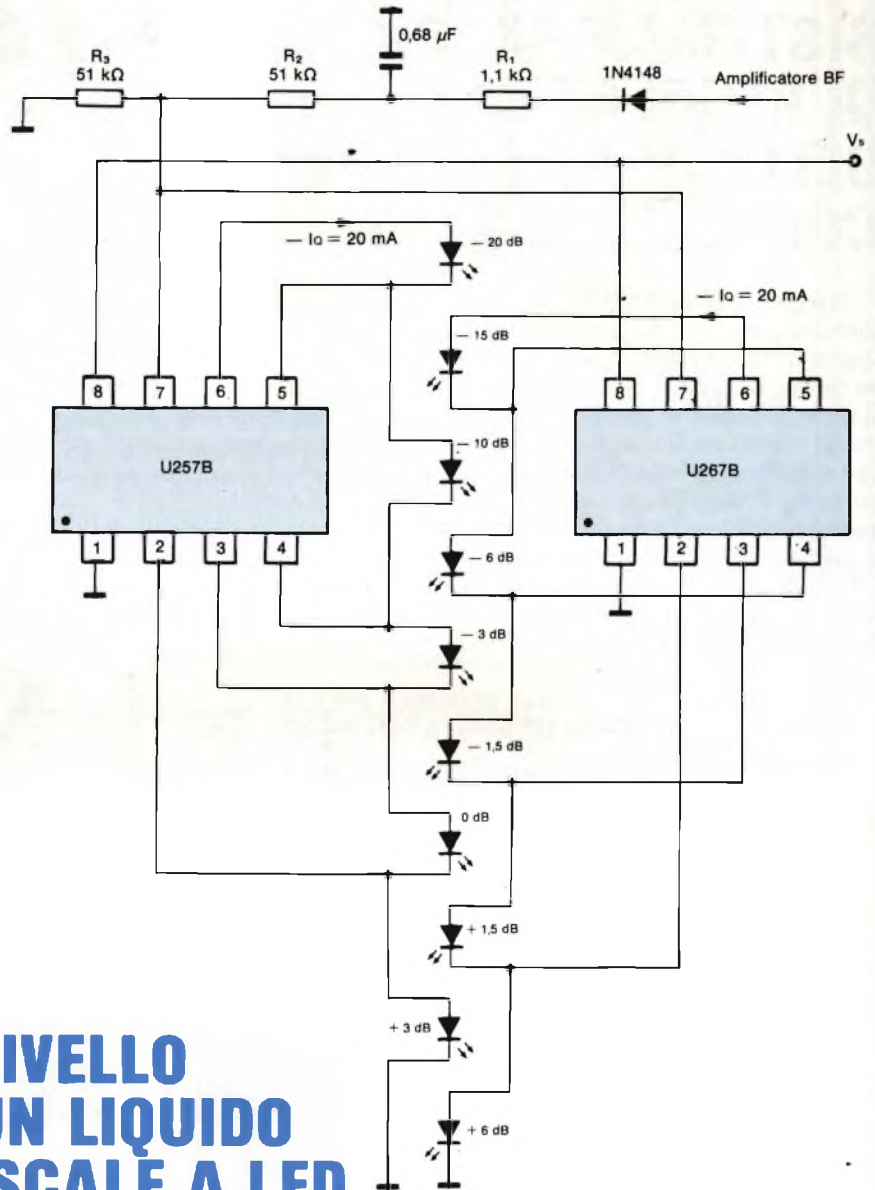 0,68 μF
R3
51 kΩ
R2
51 kΩ
R1
1,1 kΩ
1N4148
Amplificatore BF
Vs
— IQ = 20 mA
— 20 dB
— IQ = 20 mA
— 15 dB
8 7 6 5
8 7 6 5
— 10 dB
U257B
U267B
1 2 3 4
1 2 3 4
— 6 dB
— 3 dB
— 1,5 dB
0 dB
+ 1,5 dB
+ 3 dB
+ 6 dB
IVELLO
UN LIQUIDO
SCALE A LED